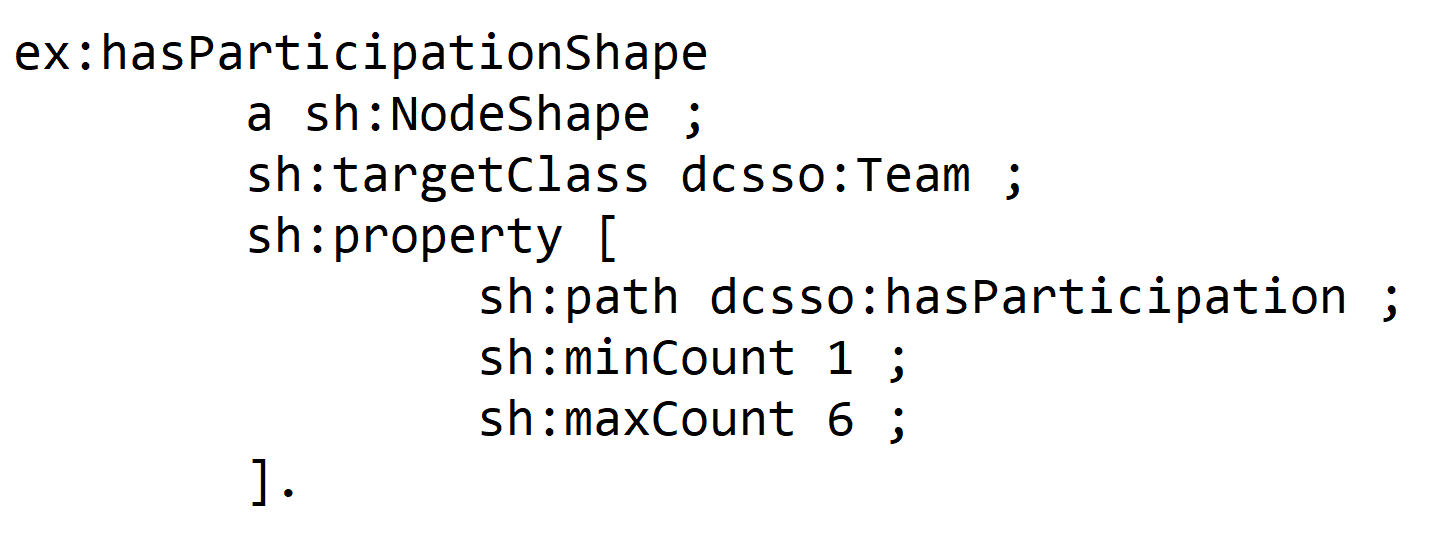 ex:hasParticipationShape
a sh:NodeShape ;
sh:targetClass dcsso:Team ;
sh:property [
sh:path dcsso:hasParticipation ;
sh:minCount 1 ;
sh:maxCount 6 ;
].